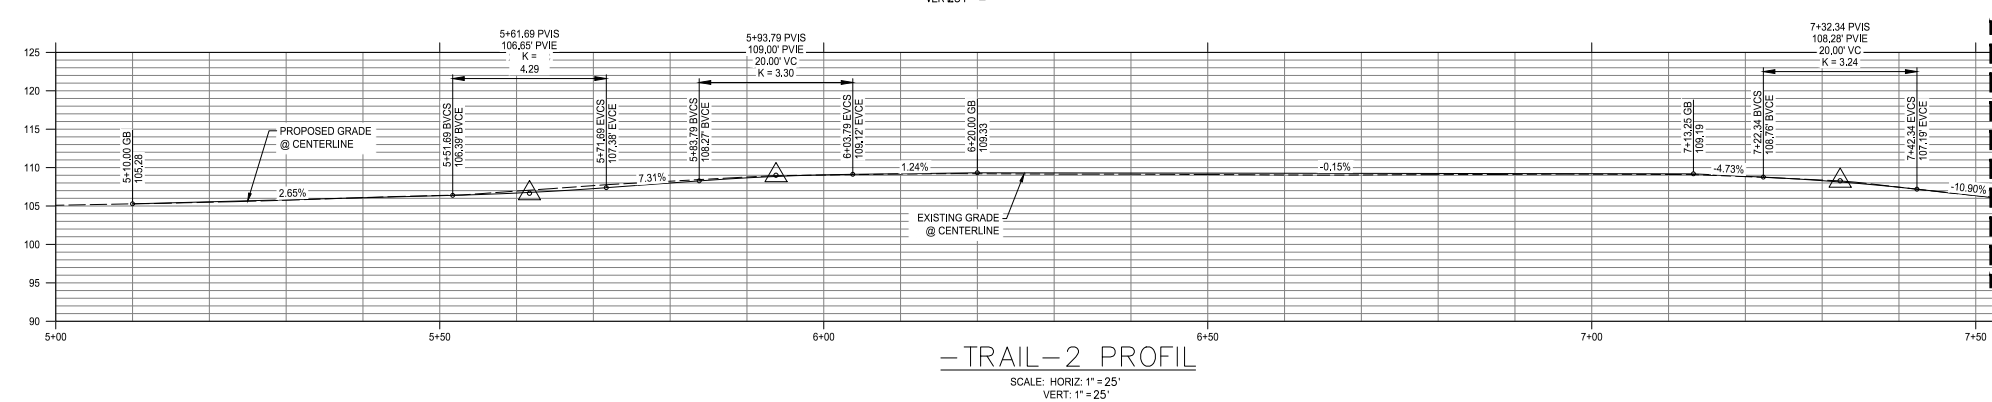 5+61.69 PVIS
106.65' PVIE
K =
4.29
5+93.79 PVIS
109.00' PVIE
20.00' VC
K = 3.30
7+32.34 PVIS
108.28' PVIE
20.00' VC
K = 3.24
125
120
115
110
105
100
95
90
5+10.00 GB
105.28
PROPOSED GRADE
@ CENTERLINE
2.65%
5+51.69 BVCS
106.39' BVCE
5+71.69 EVCS
107.38' EVCE
7.31%
5+83.79 BVCS
108.27' BVCE
6+03.79 EVCS
109.12' EVCE
1.24%
6+20.00 GB
109.33
EXISTING GRADE
@ CENTERLINE
-0.15%
7+13.25 GB
109.19
-4.73%
7+22.34 BVCS
108.76' BVCE
7+42.34 EVCS
107.19' EVCE
-10.90%
5+00
5+50
6+00
6+50
7+00
7+50
-TRAIL-2 PROFIL
SCALE: HORIZ: 1" = 25'
VERT: 1" = 25'